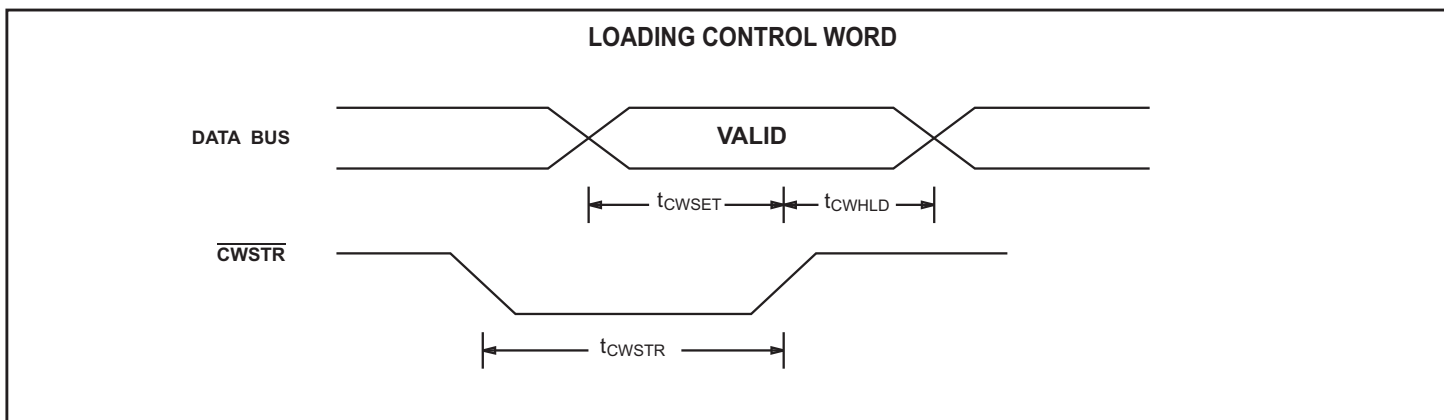 LOADING CONTROL WORD
DATA BUS
VALID
tCWSET
tCWHLD
CWSTR
tCWSTR